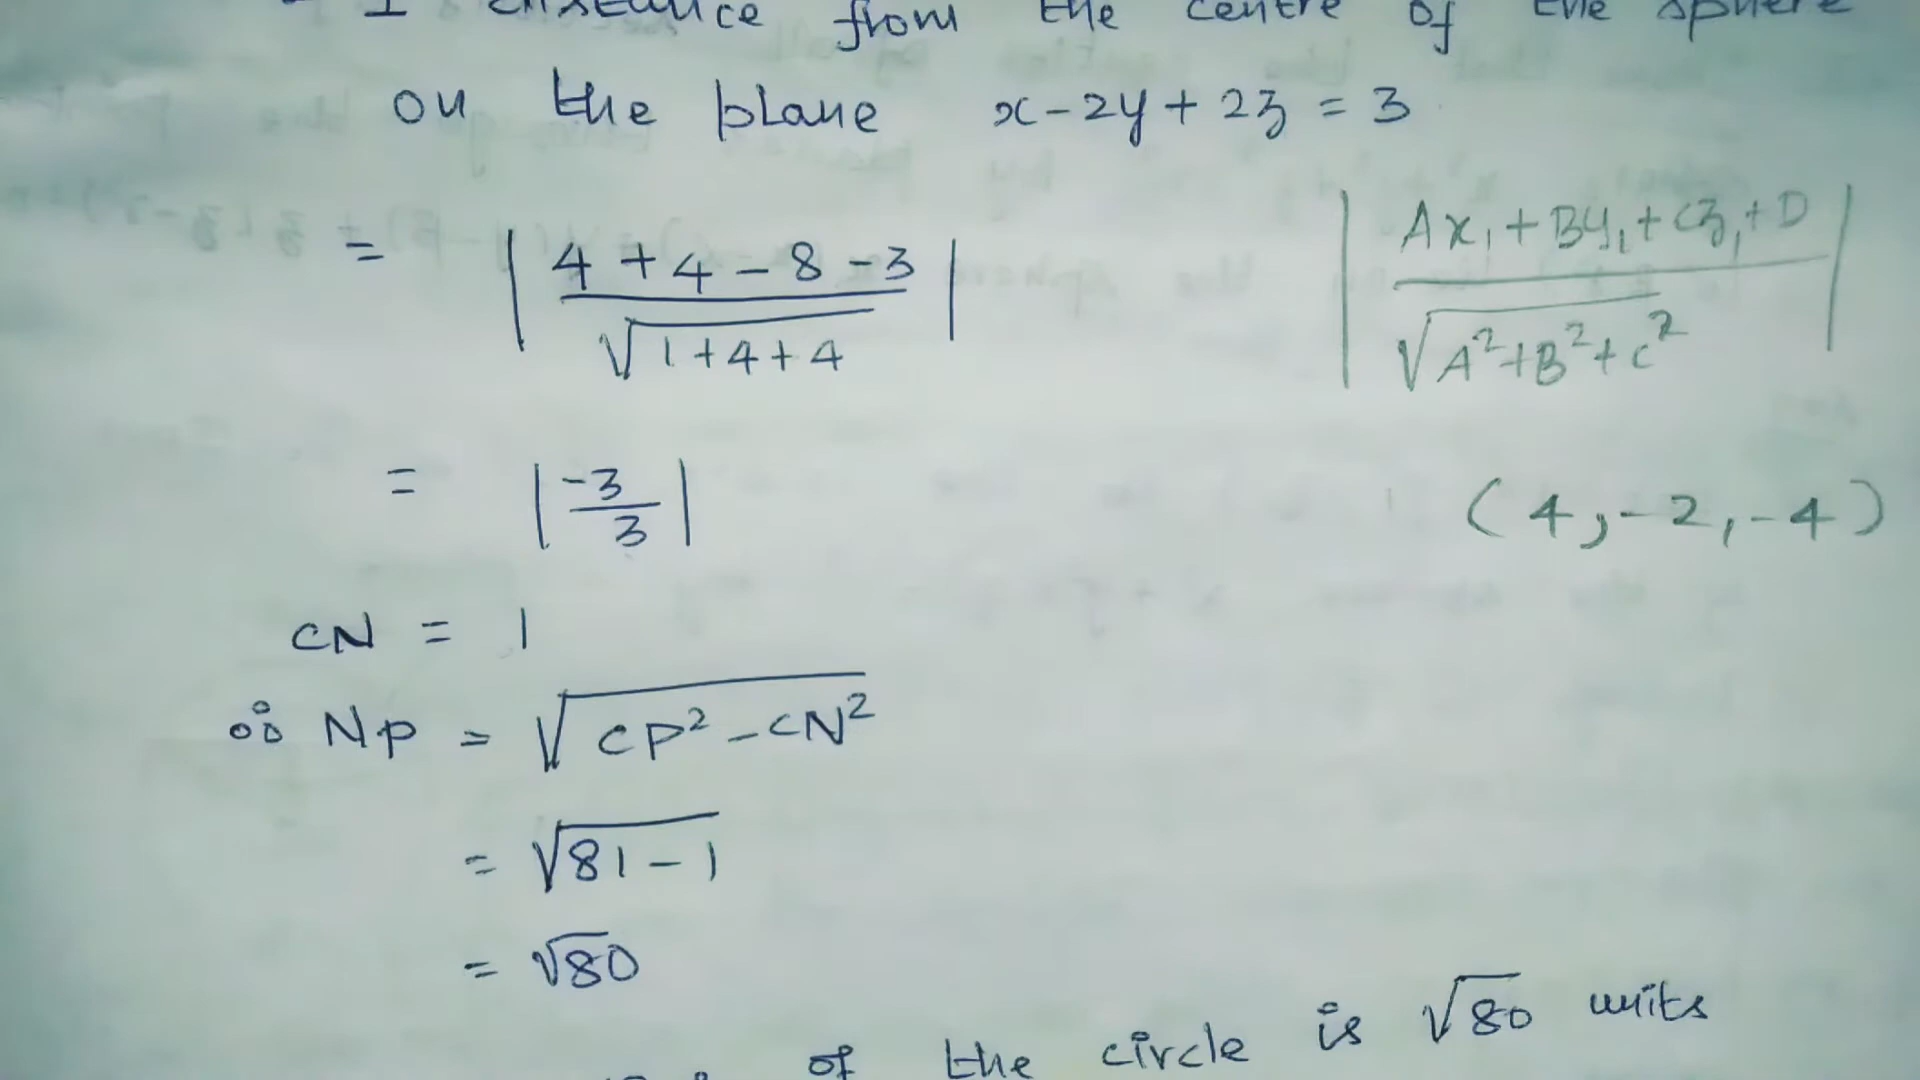 ⊥ distance from the centre of the sphere
on the plane x - 2y + 2z = 3
= | (4 + 4 - 8 - 3) / √(1 + 4 + 4) |
| (Ax₁ + By₁ + Cz₁ + D) / √(A² + B² + C²) |
= | -3 / 3 |
(4, -2, -4)
CN = 1
∴ NP = √(CP² - CN²)
= √(81 - 1)
= √80
of the circle is √80 units